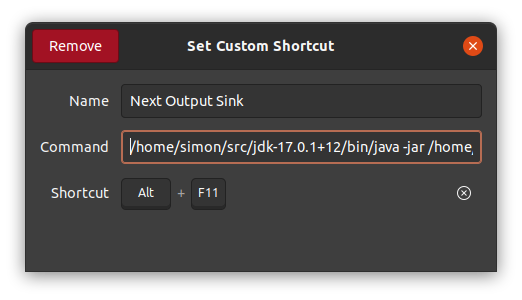 Remove Set Custom Shortcut
Name Next Output Sink
Command /home/simon/src/jdk-17.0.1+12/bin/java -jar /home
Shortcut Alt + F11